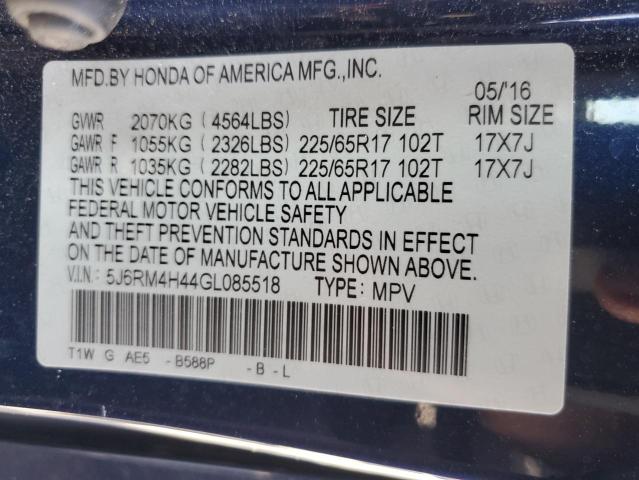 MFD.BY HONDA OF AMERICA MFG.,INC.
05/'16
GVWR 2070KG (4564LBS) TIRE SIZE RIM SIZE
GAWR F 1055KG (2326LBS) 225/65R17 102T 17X7J
GAWR R 1035KG (2282LBS) 225/65R17 102T 17X7J
THIS VEHICLE CONFORMS TO ALL APPLICABLE
FEDERAL MOTOR VEHICLE SAFETY
AND THEFT PREVENTION STANDARDS IN EFFECT
ON THE DATE OF MANUFACTURE SHOWN ABOVE.
V.I.N.: 5J6RM4H44GL085518 TYPE: MPV
T1W G AE5 -B588P -B-L